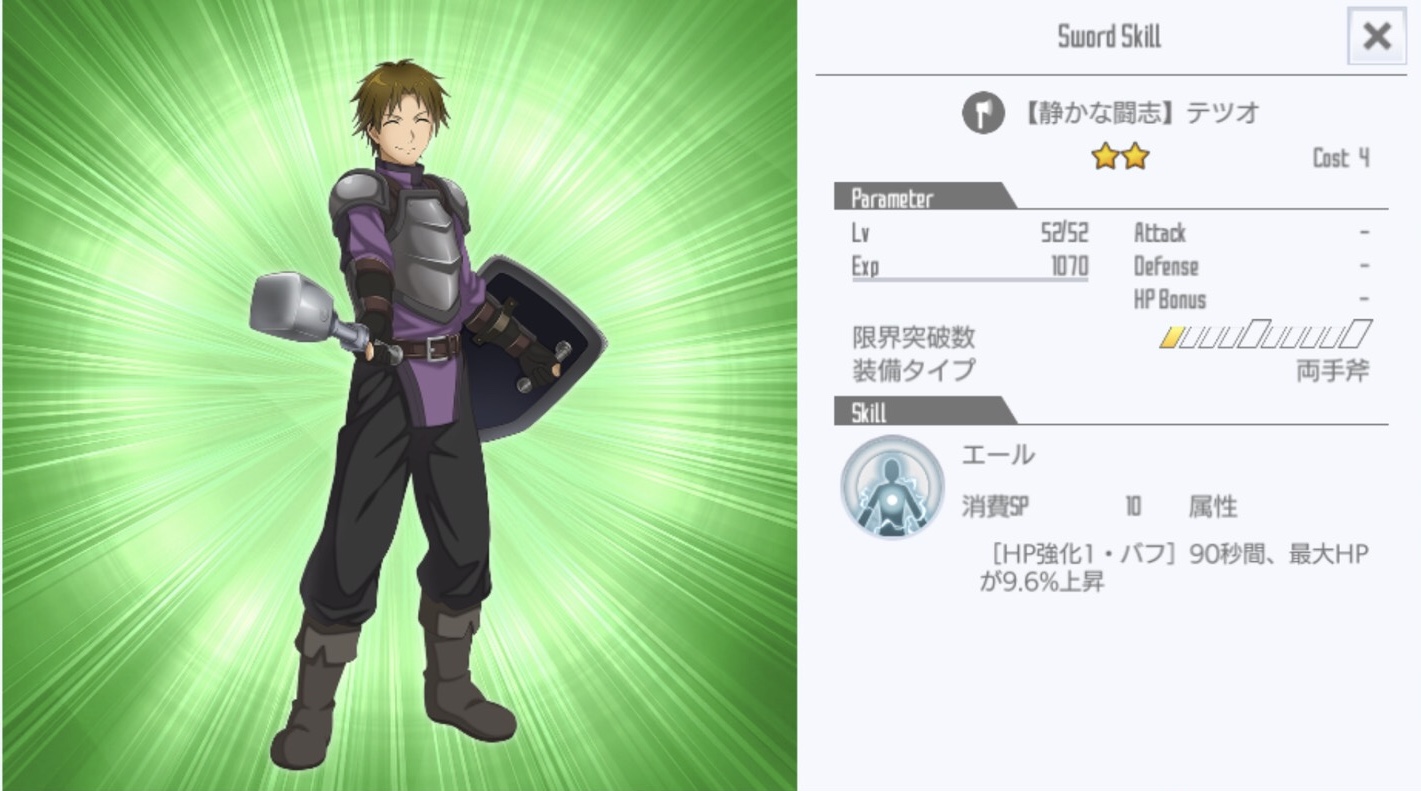 Sword Skill
【静かな闘志】テツオ
Cost 4
Parameter
Lv 52/52 Attack -
Exp 1070 Defense -
HP Bonus -
限界突破数
装備タイプ 両手斧
Skill
エール
消費SP 10 属性
［HP強化1・バフ］90秒間、最大HP
が9.6%上昇